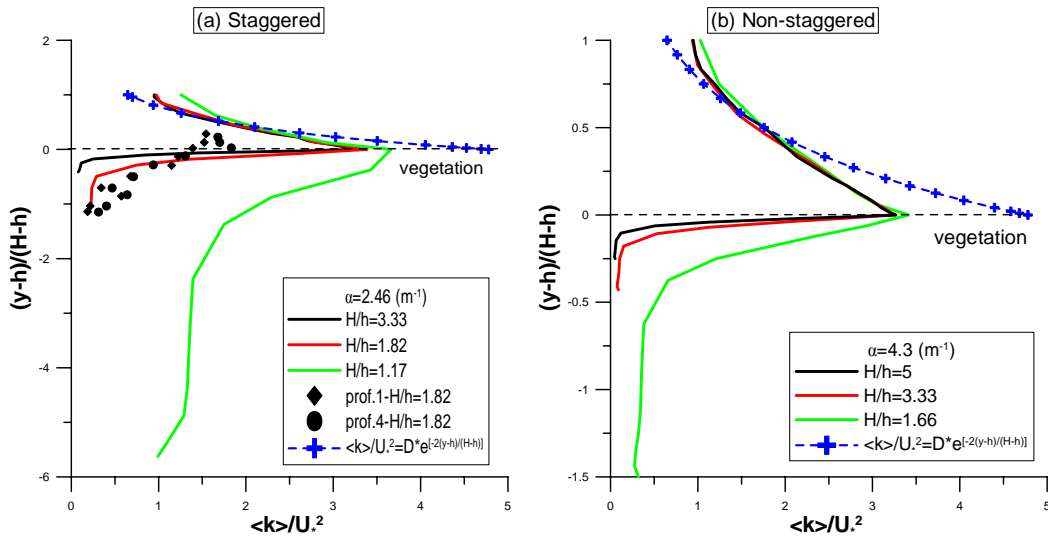 (a) Staggered
2
0
-2
-4
-6
(y-h)/(H-h)
vegetation
α=2.46 (m⁻¹)
H/h=3.33
H/h=1.82
H/h=1.17
prof.1-H/h=1.82
prof.4-H/h=1.82
<k>/U*²=D*e[-2(y-h)/(H-h)]
0 1 2 3 4 5
<k>/U*²
(b) Non-staggered
1
0.5
0
-0.5
-1
-1.5
(y-h)/(H-h)
vegetation
α=4.3 (m⁻¹)
H/h=5
H/h=3.33
H/h=1.66
<k>/U*²=D*e[-2(y-h)/(H-h)]
0 1 2 3 4 5
<k>/U*²